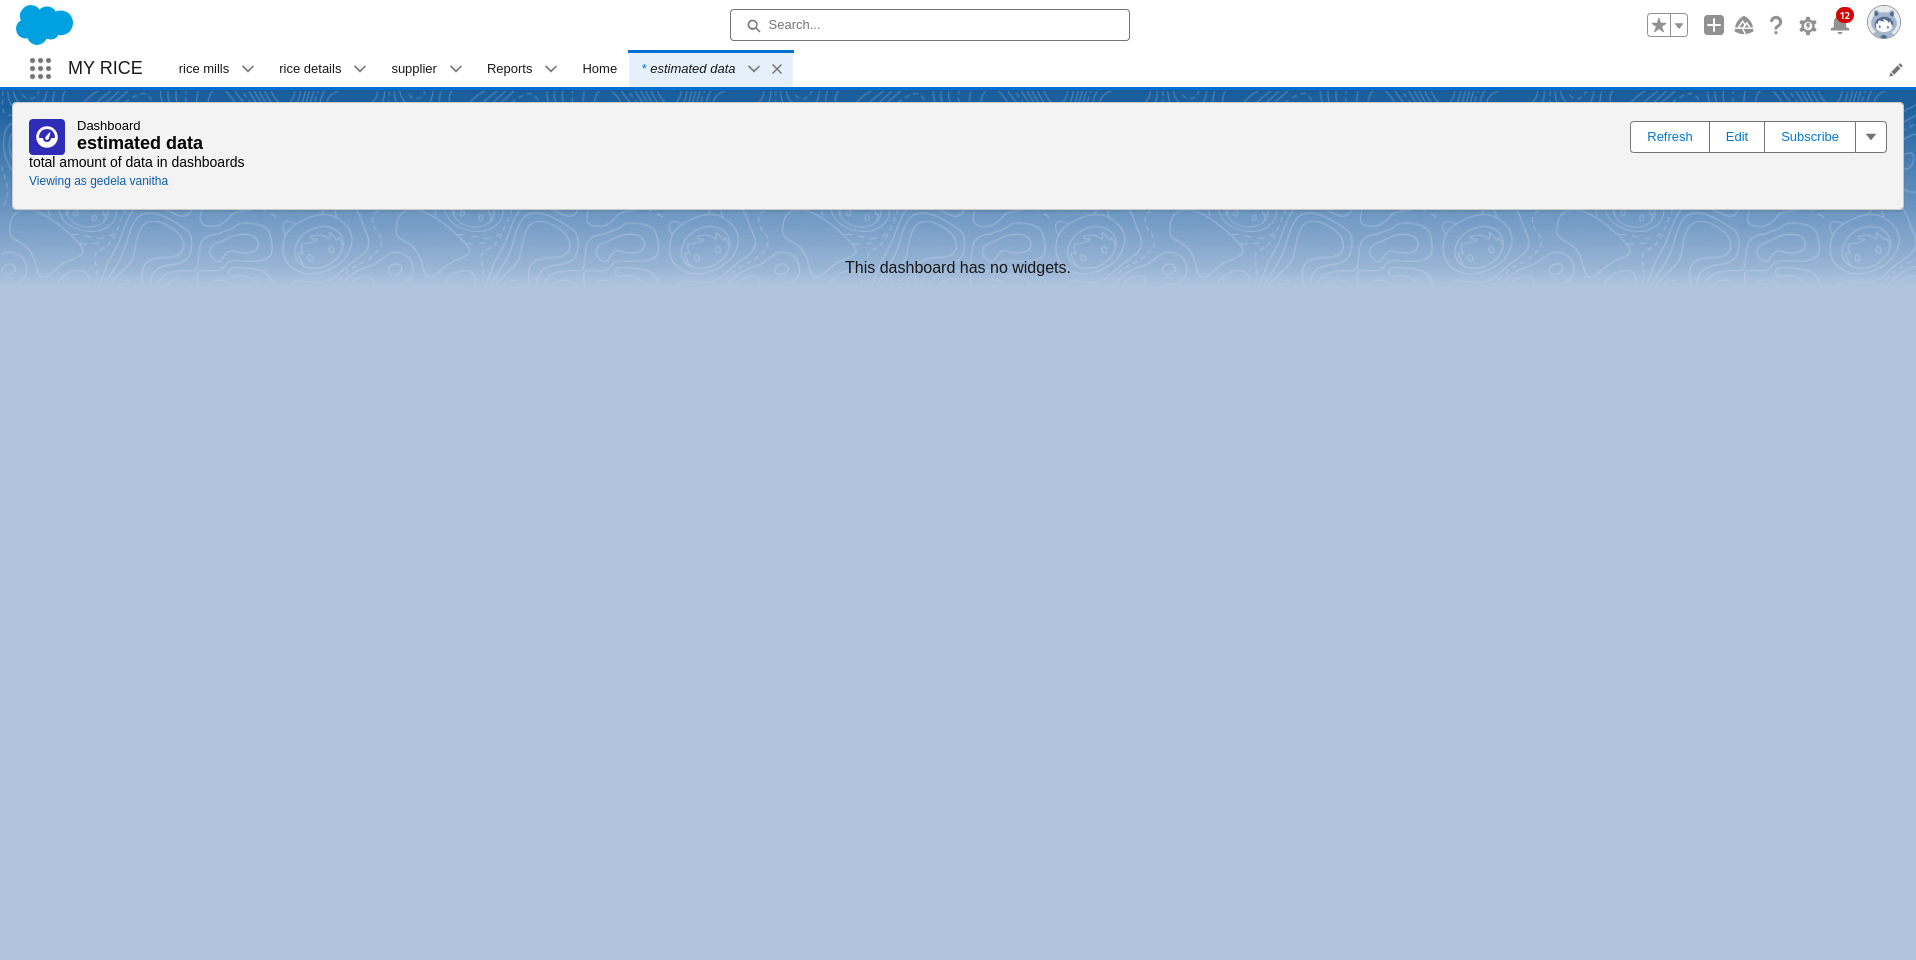 Search...
12
MY RICE
rice mills
rice details
supplier
Reports
Home
* estimated data
Dashboard
estimated data
total amount of data in dashboards
Viewing as gedela vanitha
Refresh
Edit
Subscribe
This dashboard has no widgets.